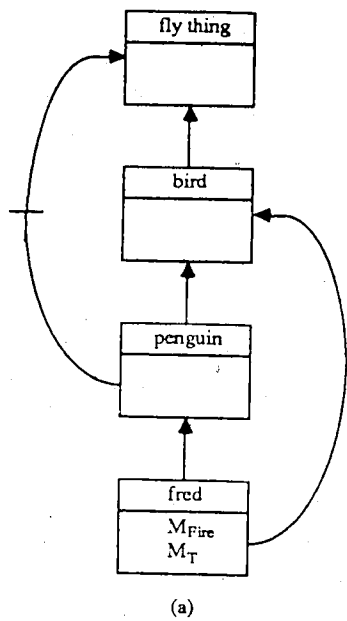 fly thing
bird
penguin
fred
M_Fire
M_T
(a)